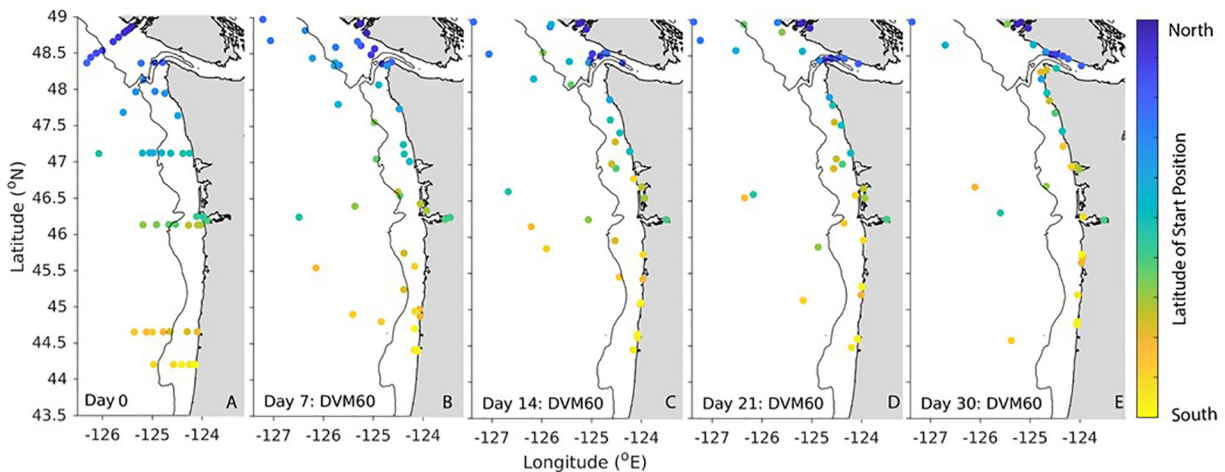 49
48.5
48
47.5
47
46.5
46
45.5
45
44.5
44
43.5
Latitude (°N)
Day 0 A
Day 7: DVM60 B
Day 14: DVM60 C
Day 21: DVM60 D
Day 30: DVM60 E
-126 -125 -124
-127 -126 -125 -124
-127 -126 -125 -124
-127 -126 -125 -124
-127 -126 -125 -124
Longitude (°E)
North
Latitude of Start Position
South